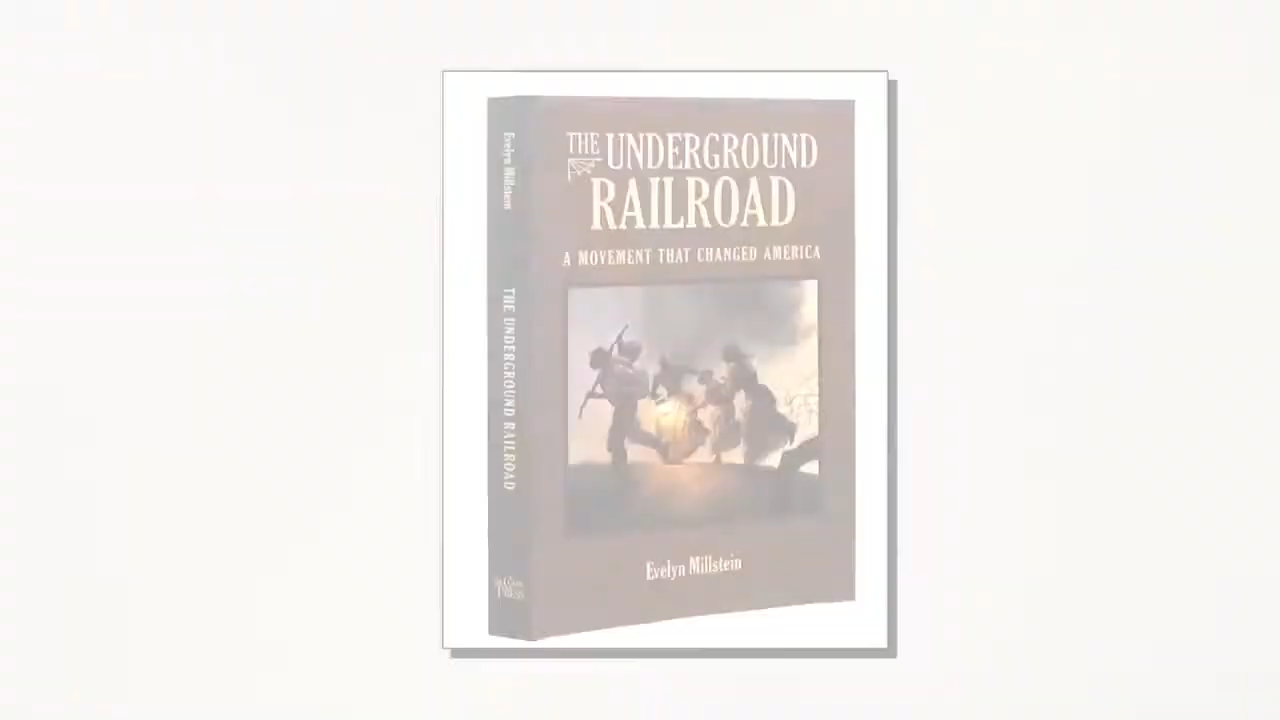 THE UNDERGROUND
RAILROAD
A MOVEMENT THAT CHANGED AMERICA
Evelyn Millstein
Evelyn Millstein
THE UNDERGROUND RAILROAD